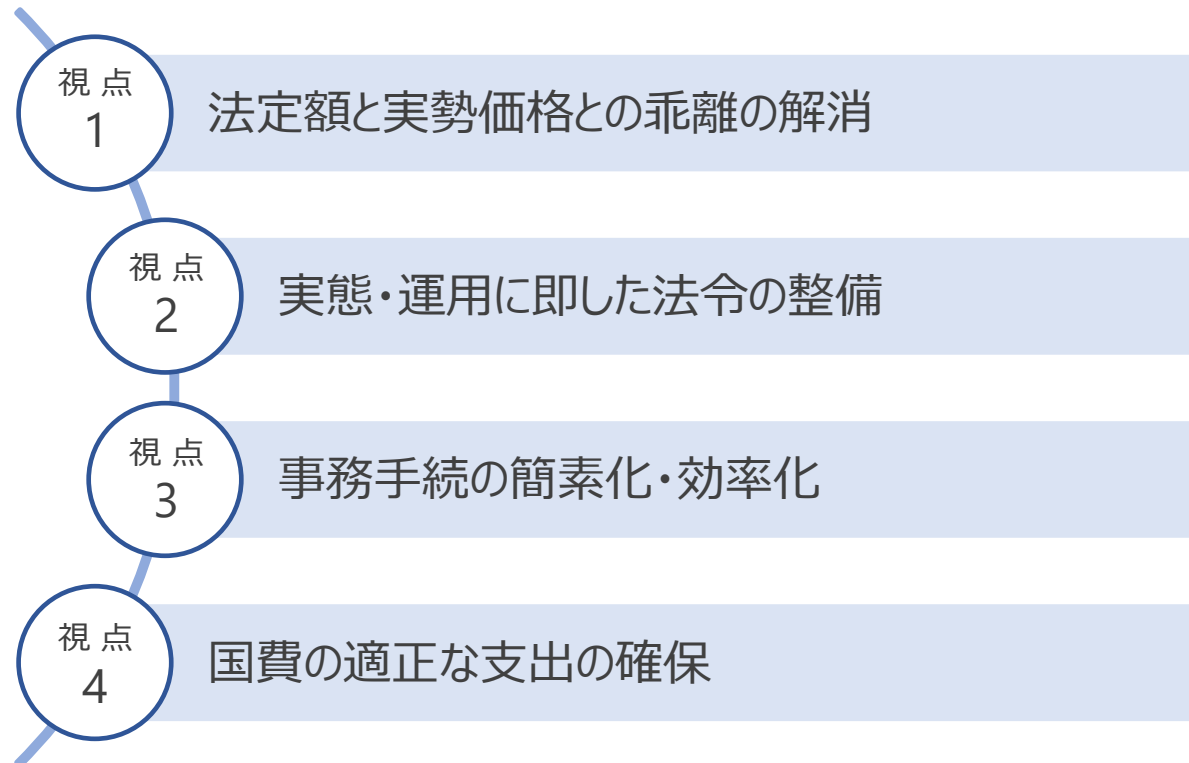 視点
1
法定額と実勢価格との乖離の解消
視点
2
実態・運用に即した法令の整備
視点
3
事務手続の簡素化・効率化
視点
4
国費の適正な支出の確保